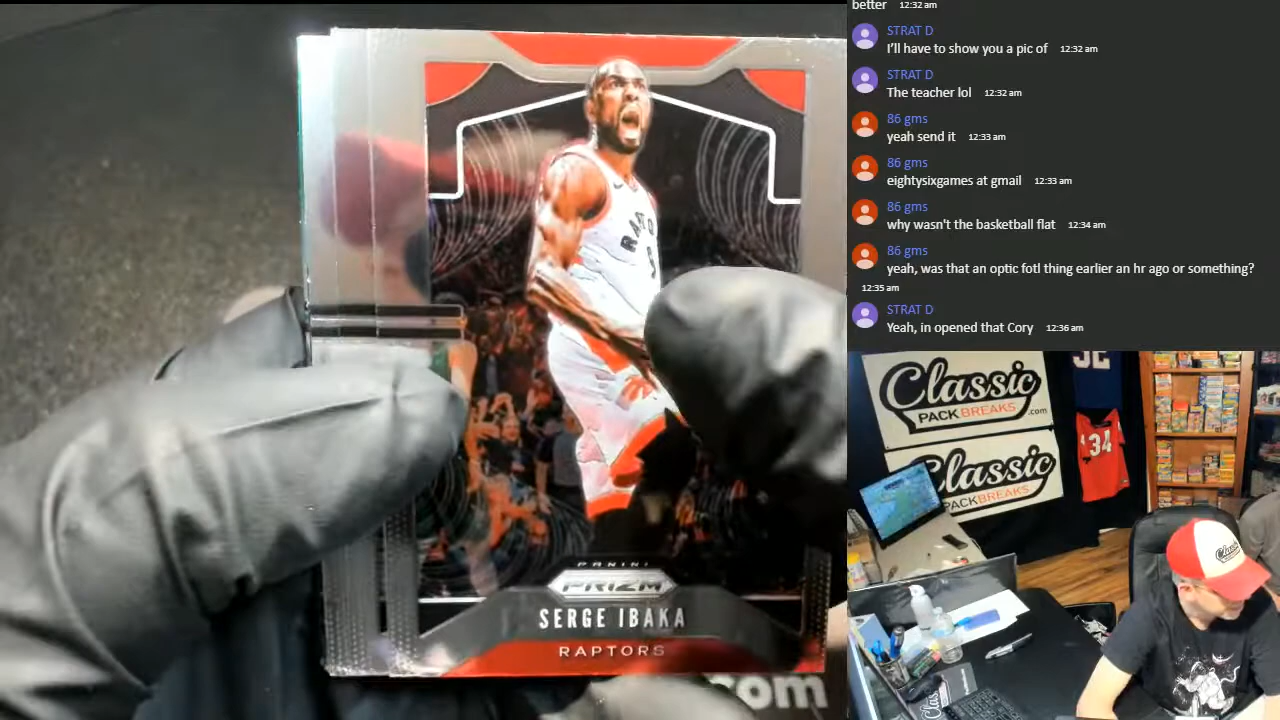 better 12:32 am
STRAT D
I'll have to show you a pic of 12:32 am
STRAT D
The teacher lol 12:32 am
86 gms
yeah send it 12:33 am
86 gms
eightysixgames at gmail 12:33 am
86 gms
why wasn't the basketball flat 12:34 am
86 gms
yeah, was that an optic fotl thing earlier an hr ago or something?
12:35 am
STRAT D
Yeah, in opened that Cory 12:36 am
PANINI
PRIZM
SERGE IBAKA
RAPTORS
.com
Classic
PACKBREAKS.com
Classic
PACKBREAKS
34